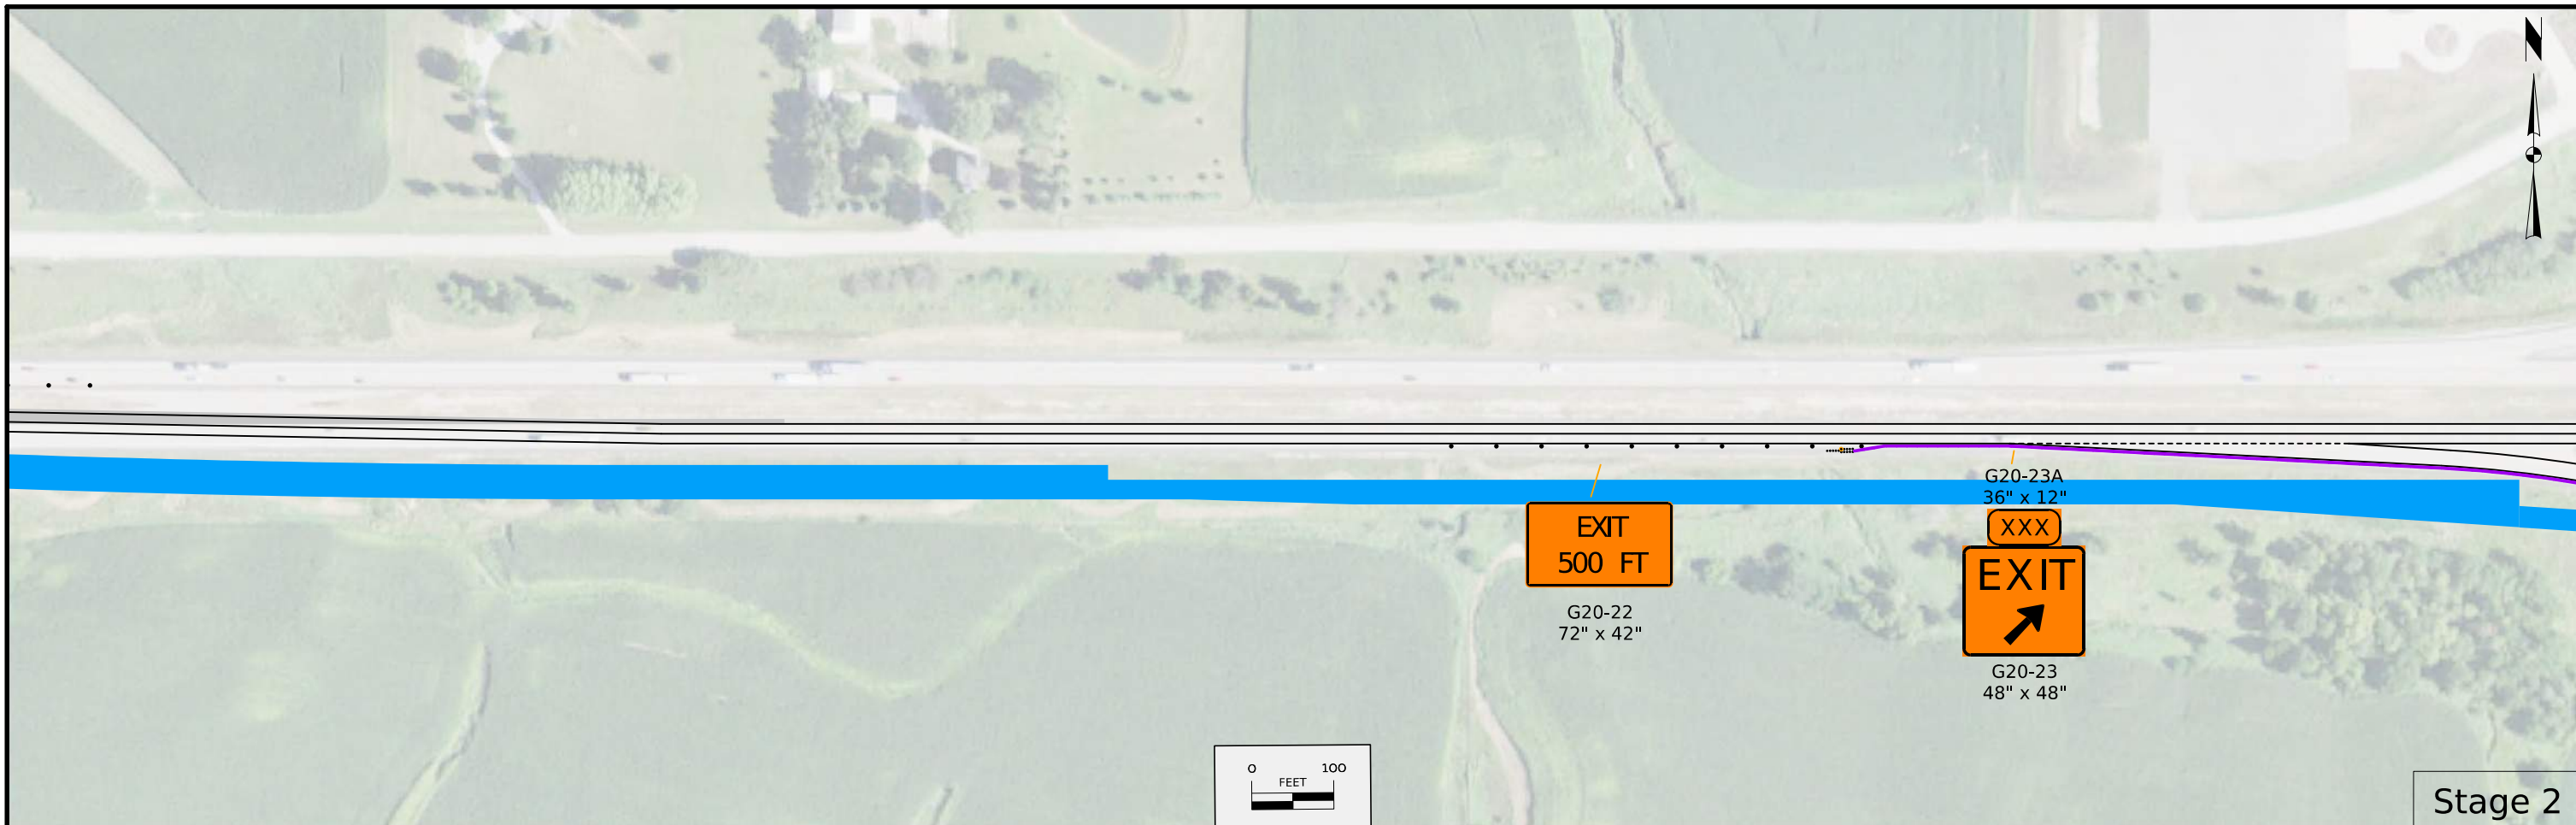 N
G20-23A
36" x 12"
XXX
EXIT
500 FT
EXIT
G20-22
72" x 42"
G20-23
48" x 48"
0 100
FEET
Stage 2